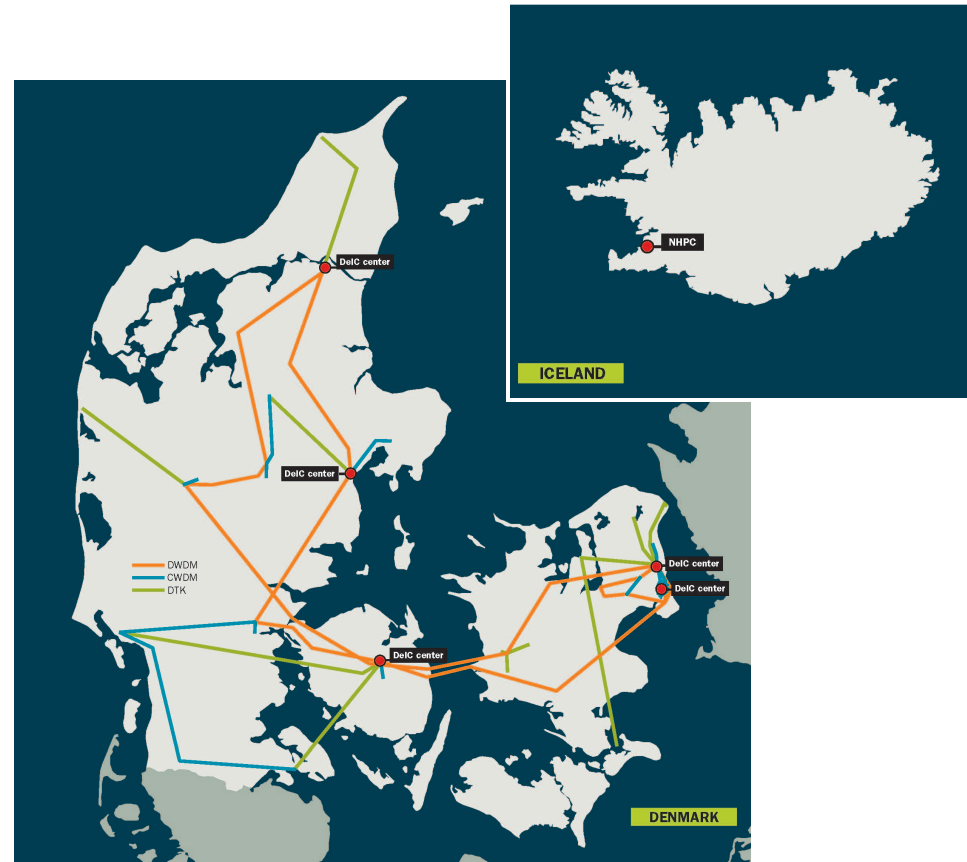 NHPC
ICELAND
DeIC center
DeIC center
DWDM
CWDM
DTK
DeIC center
DeIC center
DeIC center
DENMARK